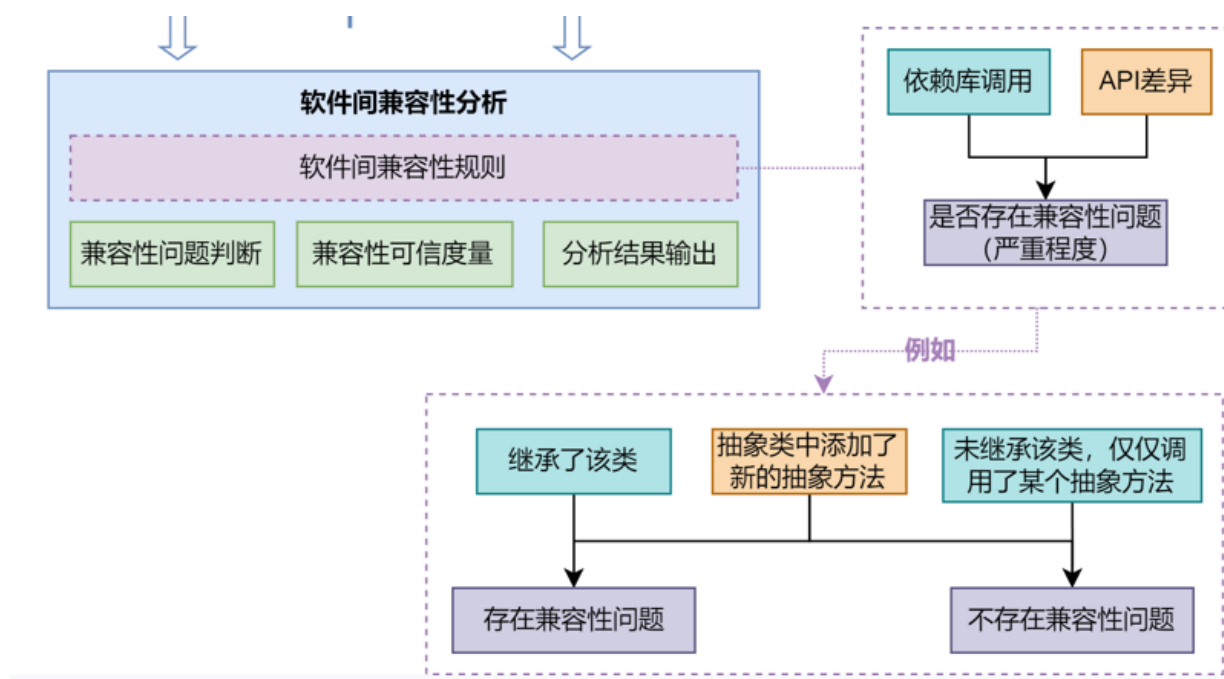 依赖库调用
API差异
软件间兼容性分析
软件间兼容性规则
是否存在兼容性问题
（严重程度）
兼容性问题判断
兼容性可信度量
分析结果输出
例如
继承了该类
抽象类中添加了
新的抽象方法
未继承该类，仅仅调
用了某个抽象方法
存在兼容性问题
不存在兼容性问题